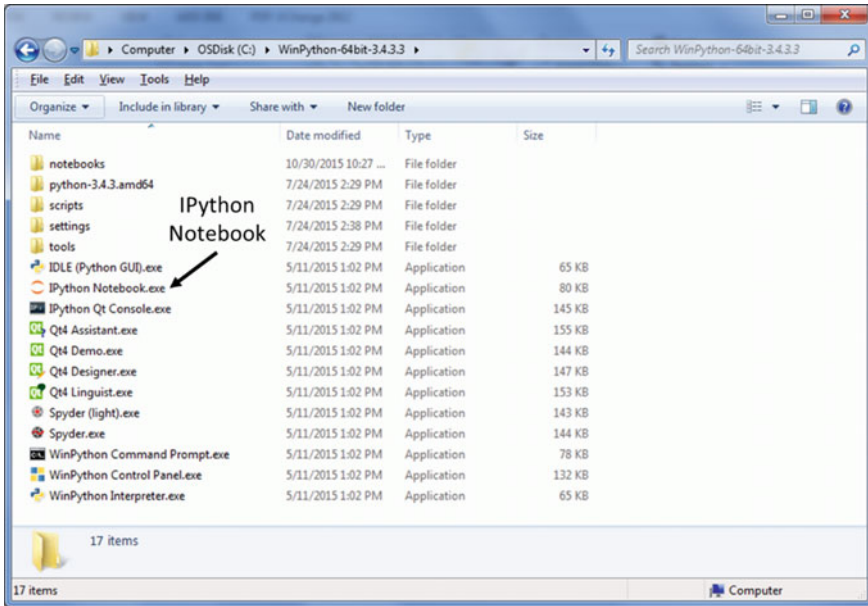 Computer ▸ OSDisk (C:) ▸ WinPython-64bit-3.4.3.3 ▸ Search WinPython-64bit-3.4.3.3
File Edit View Tools Help
Organize Include in library Share with New folder
Name Date modified Type Size
notebooks 10/30/2015 10:27 ... File folder
python-3.4.3.amd64 7/24/2015 2:29 PM File folder
scripts 7/24/2015 2:29 PM File folder
settings 7/24/2015 2:38 PM File folder
tools 7/24/2015 2:29 PM File folder
IPython
Notebook
IDLE (Python GUI).exe 5/11/2015 1:02 PM Application 65 KB
IPython Notebook.exe 5/11/2015 1:02 PM Application 80 KB
IPython Qt Console.exe 5/11/2015 1:02 PM Application 145 KB
Qt4 Assistant.exe 5/11/2015 1:02 PM Application 155 KB
Qt4 Demo.exe 5/11/2015 1:02 PM Application 144 KB
Qt4 Designer.exe 5/11/2015 1:02 PM Application 147 KB
Qt4 Linguist.exe 5/11/2015 1:02 PM Application 153 KB
Spyder (light).exe 5/11/2015 1:02 PM Application 143 KB
Spyder.exe 5/11/2015 1:02 PM Application 144 KB
WinPython Command Prompt.exe 5/11/2015 1:02 PM Application 78 KB
WinPython Control Panel.exe 5/11/2015 1:02 PM Application 132 KB
WinPython Interpreter.exe 5/11/2015 1:02 PM Application 65 KB
17 items
17 items Computer